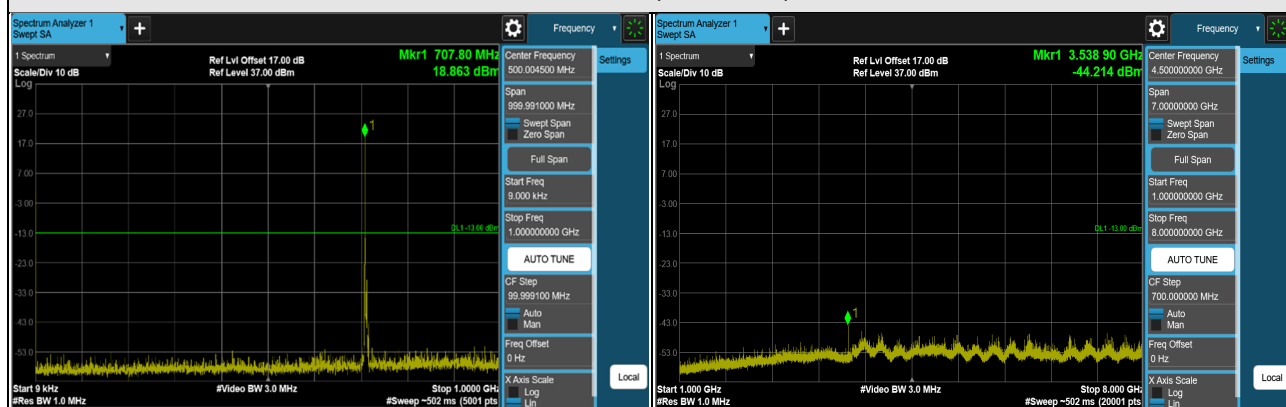 Spectrum Analyzer 1
Swept SA
+
Frequency
1 Spectrum
Scale/Div 10 dB
Log
Ref Lvl Offset 17.00 dB
Ref Level 37.00 dBm
Mkr1 707.80 MHz
18.863 dBm
27.0
17.0
7.00
-3.00
-13.0
-23.0
-33.0
-43.0
-53.0
1
DL1 -13.00 dBm
Start 9 kHz
#Res BW 1.0 MHz
#Video BW 3.0 MHz
Stop 1.0000 GHz
#Sweep ~502 ms (5001 pts
Center Frequency
500.004500 MHz
Span
999.991000 MHz
Swept Span
Zero Span
Full Span
Start Freq
9.000 kHz
Stop Freq
1.000000000 GHz
AUTO TUNE
CF Step
99.999100 MHz
Auto
Man
Freq Offset
0 Hz
X Axis Scale
Log
Lin
Settings
Local
Spectrum Analyzer 1
Swept SA
+
Frequency
1 Spectrum
Scale/Div 10 dB
Log
Ref Lvl Offset 17.00 dB
Ref Level 37.00 dBm
Mkr1 3.538 90 GHz
-44.214 dBm
27.0
17.0
7.00
-3.00
-13.0
-23.0
-33.0
-43.0
-53.0
1
DL1 -13.00 dBm
Start 1.000 GHz
#Res BW 1.0 MHz
#Video BW 3.0 MHz
Stop 8.000 GHz
#Sweep ~502 ms (20001 pts
Center Frequency
4.500000000 GHz
Span
7.00000000 GHz
Swept Span
Zero Span
Full Span
Start Freq
1.000000000 GHz
Stop Freq
8.000000000 GHz
AUTO TUNE
CF Step
700.000000 MHz
Auto
Man
Freq Offset
0 Hz
X Axis Scale
Log
Lin
Settings
Local